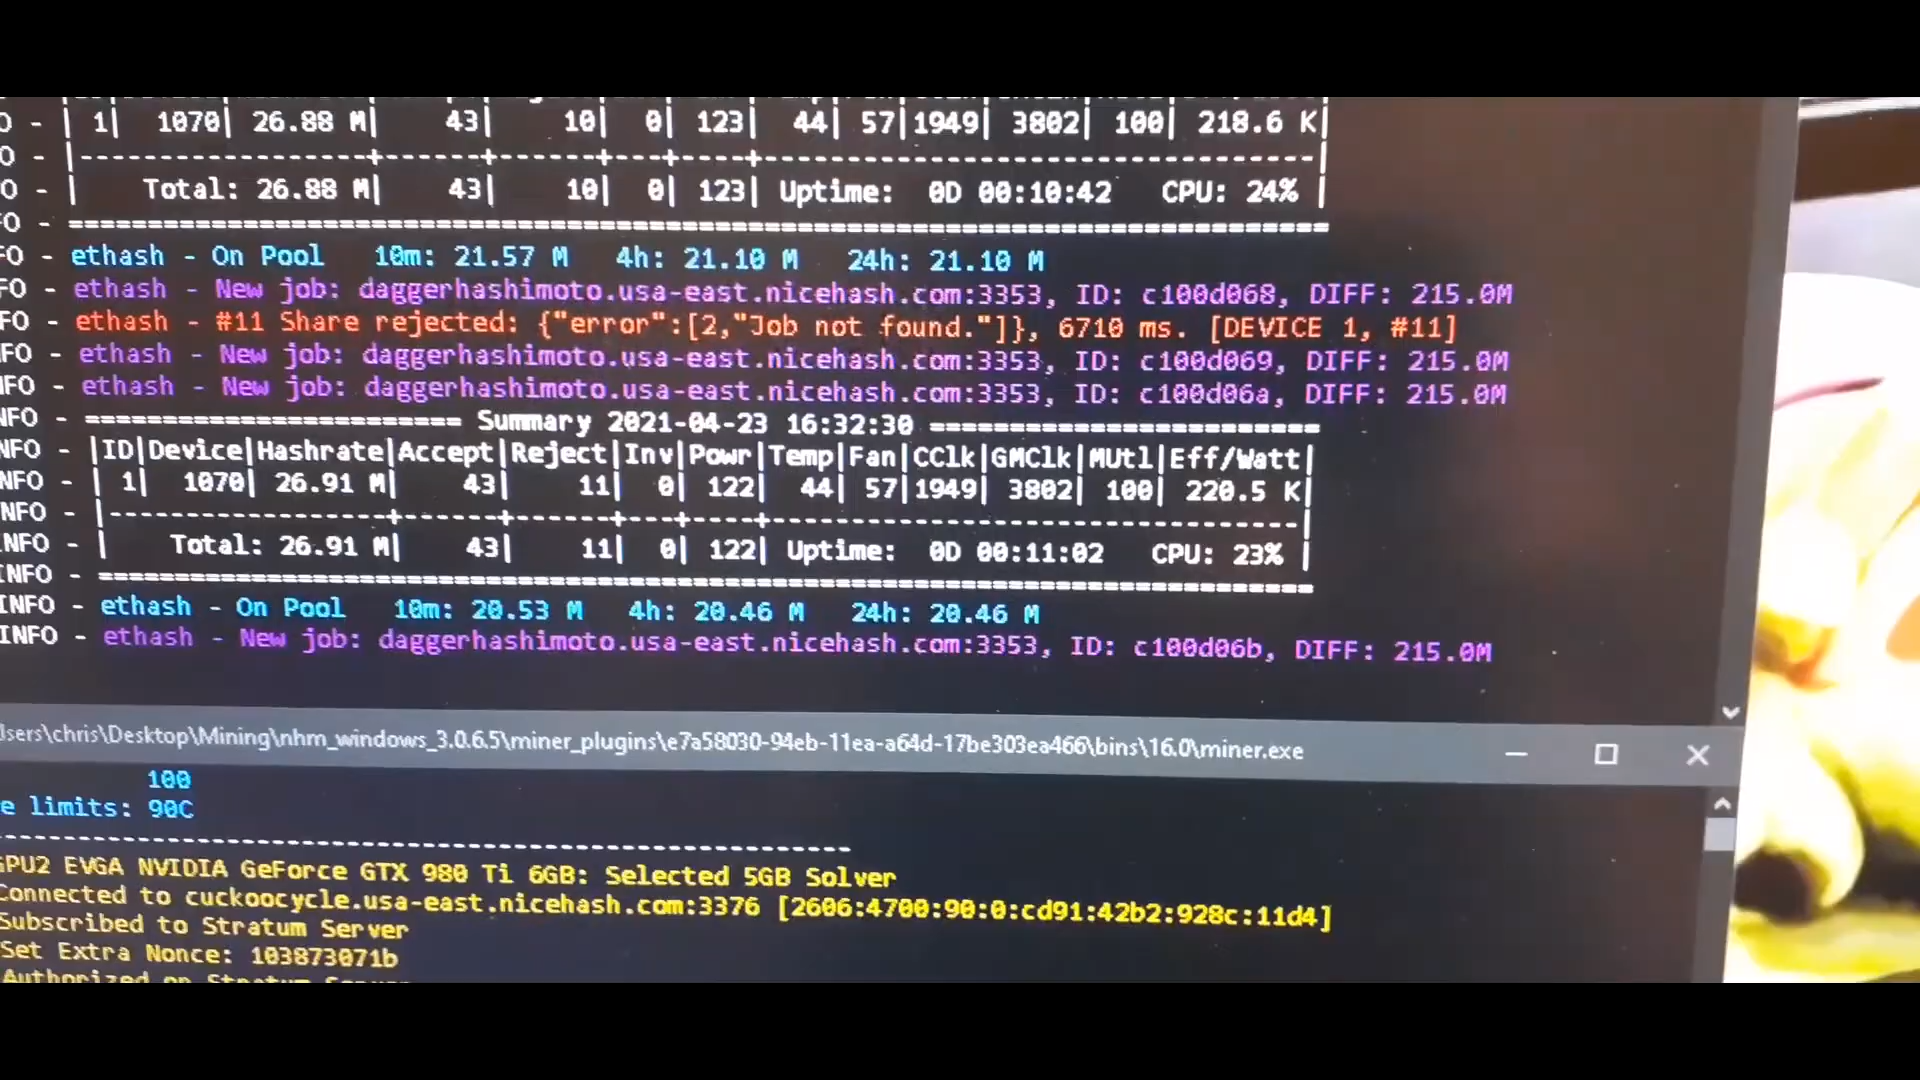 O - | 1| 1070| 26.88 M| 43| 10| 0| 123| 44| 57|1949| 3802| 100| 218.6 K|
O - |-------------------+------+------+---+----+-----------------------------------|
O - | Total: 26.88 M| 43| 10| 0| 123| Uptime: 0D 00:10:42 CPU: 24% |
FO - ================================================================================
FO - ethash - On Pool 10m: 21.57 M 4h: 21.10 M 24h: 21.10 M
FO - ethash - New job: daggerhashimoto.usa-east.nicehash.com:3353, ID: c100d068, DIFF: 215.0M
FO - ethash - #11 Share rejected: {"error":[2,"Job not found."]}, 6710 ms. [DEVICE 1, #11]
FO - ethash - New job: daggerhashimoto.usa-east.nicehash.com:3353, ID: c100d069, DIFF: 215.0M
NFO - ethash - New job: daggerhashimoto.usa-east.nicehash.com:3353, ID: c100d06a, DIFF: 215.0M
NFO - ======================== Summary 2021-04-23 16:32:30 =========================
NFO - |ID|Device|Hashrate|Accept|Reject|Inv|Powr|Temp|Fan|CClk|GMClk|MUtl|Eff/Watt|
NFO - | 1| 1070| 26.91 M| 43| 11| 0| 122| 44| 57|1949| 3802| 100| 220.5 K|
NFO - |-------------------+------+------+---+----+-----------------------------------|
INFO - | Total: 26.91 M| 43| 11| 0| 122| Uptime: 0D 00:11:02 CPU: 23% |
INFO - ================================================================================
INFO - ethash - On Pool 10m: 20.53 M 4h: 20.46 M 24h: 20.46 M
INFO - ethash - New job: daggerhashimoto.usa-east.nicehash.com:3353, ID: c100d06b, DIFF: 215.0M
sers\chris\Desktop\Mining\nhm_windows_3.0.6.5\miner_plugins\e7a58030-94eb-11ea-a64d-17be303ea466\bins\16.0\miner.exe
100
e limits: 90C
------------------------------------------------------------
GPU2 EVGA NVIDIA GeForce GTX 980 Ti 6GB: Selected 5GB Solver
Connected to cuckoocycle.usa-east.nicehash.com:3376 [2606:4700:90:0:cd91:42b2:928c:11d4]
Subscribed to Stratum Server
Set Extra Nonce: 103873071b
Authorized on Stratum Server